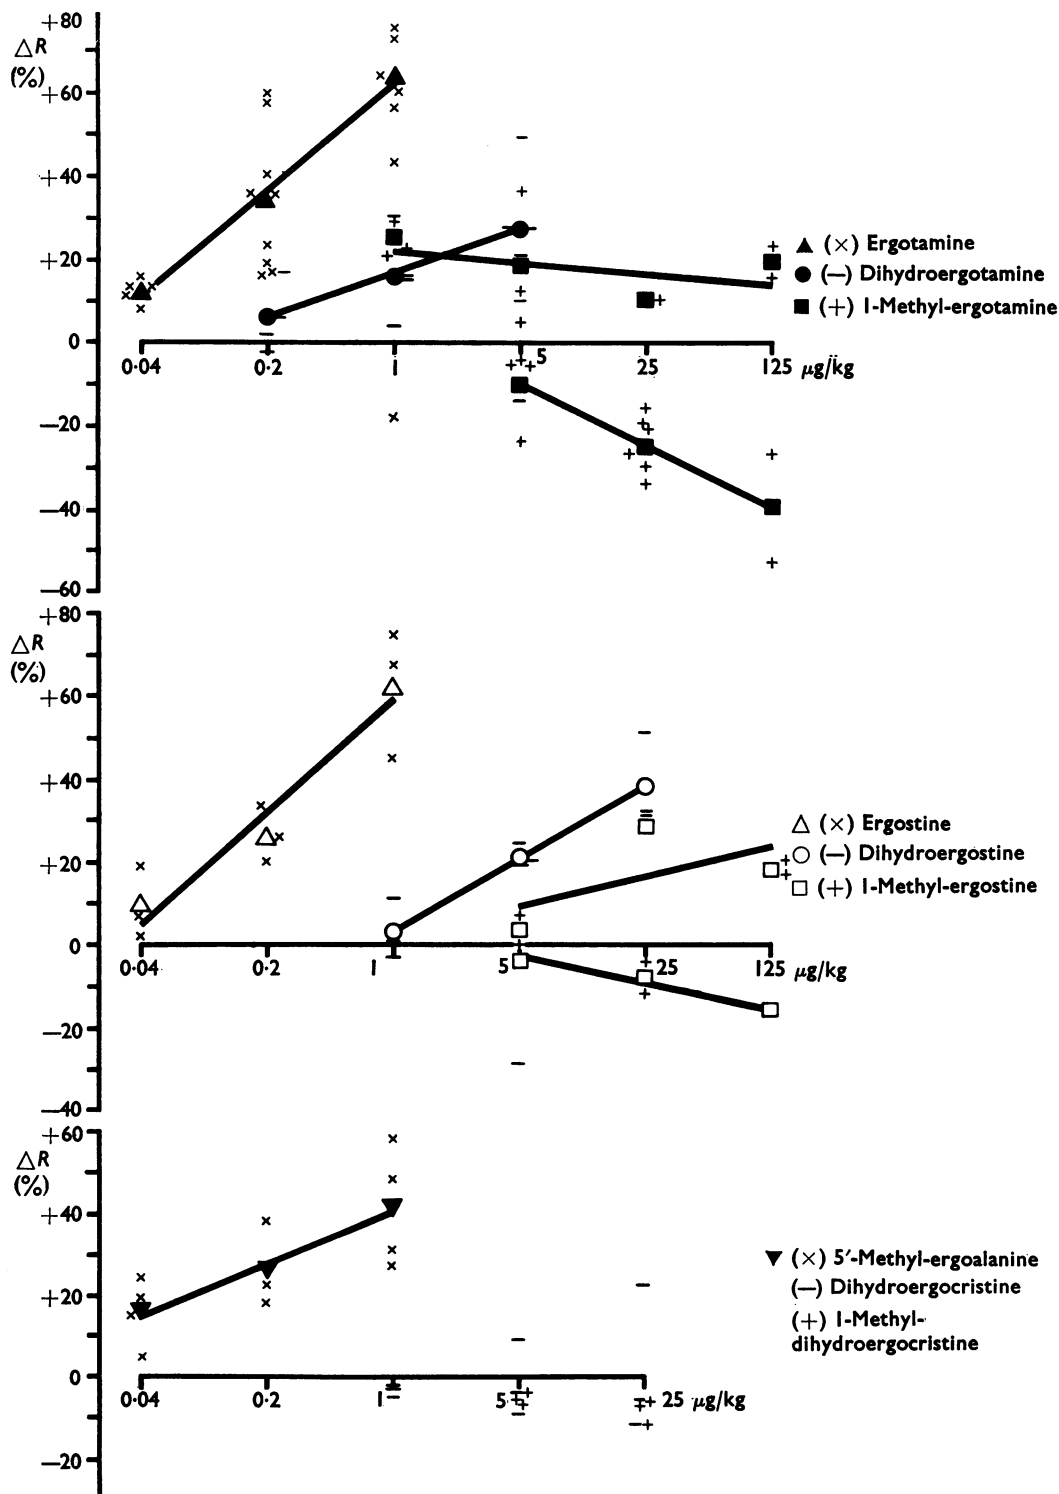 +80
△R
(%)
+60
+40
+20
0
−20
−40
−60
0·04 0·2 1 5 25 125 μg/kg
▲ (×) Ergotamine
● (−) Dihydroergotamine
■ (+) 1-Methyl-ergotamine
+80
△R
(%)
+60
+40
+20
0
−20
−40
0·04 0·2 1 5 25 125 μg/kg
△ (×) Ergostine
○ (−) Dihydroergostine
□ (+) 1-Methyl-ergostine
+60
△R
(%)
+40
+20
0
−20
0·04 0·2 1 5 25 μg/kg
▼ (×) 5′-Methyl-ergoalanine
(−) Dihydroergocristine
(+) 1-Methyl-
dihydroergocristine